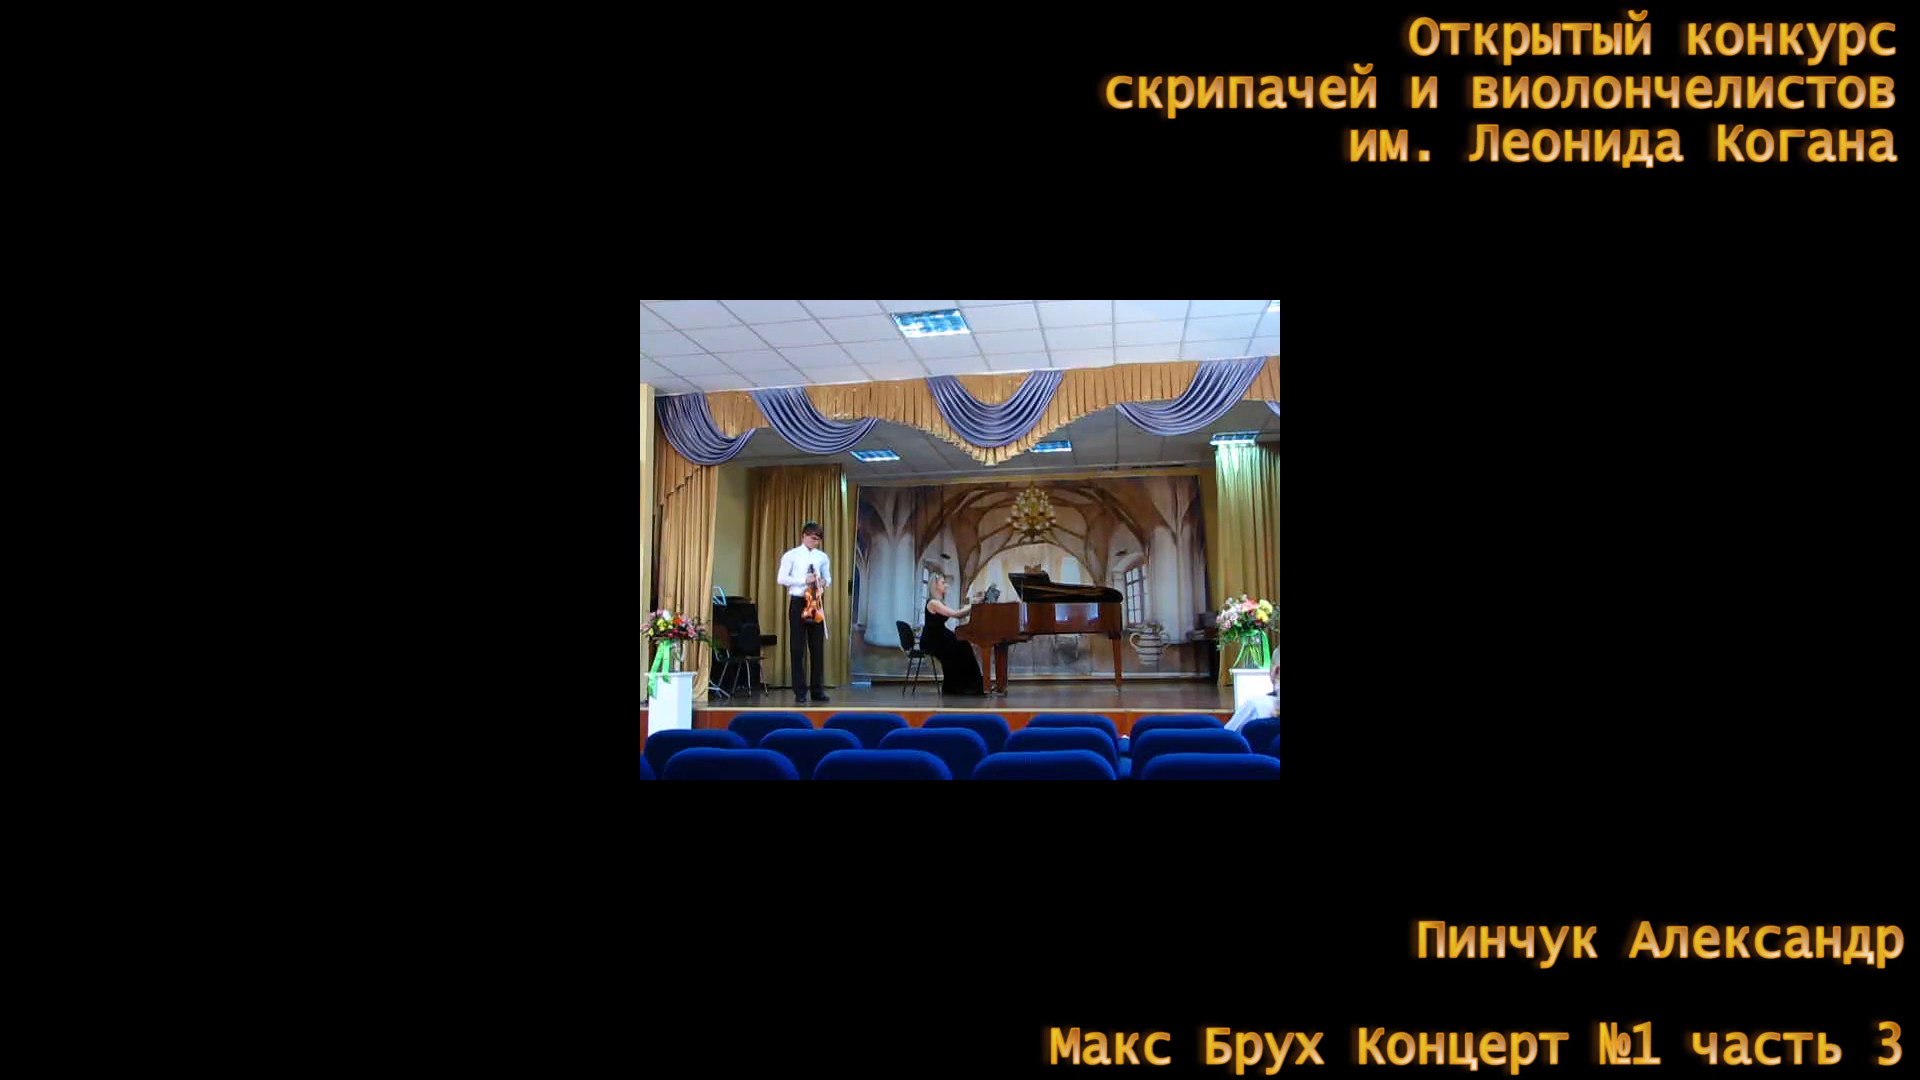 Открытый конкурс
скрипачей и виолончелистов
им. Леонида Когана
Пинчук Александр
Макс Брух Концерт №1 часть 3